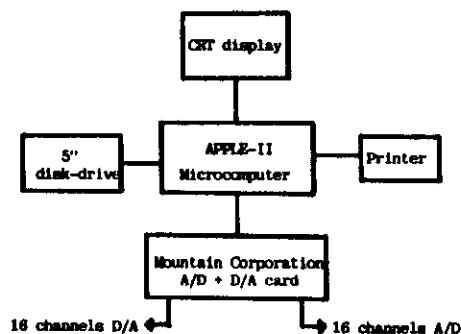 CRT display
5"
disk-drive
APPLE-II
Microcomputer
Printer
Mountain Corporation
A/D + D/A card
16 channels D/A
16 channels A/D